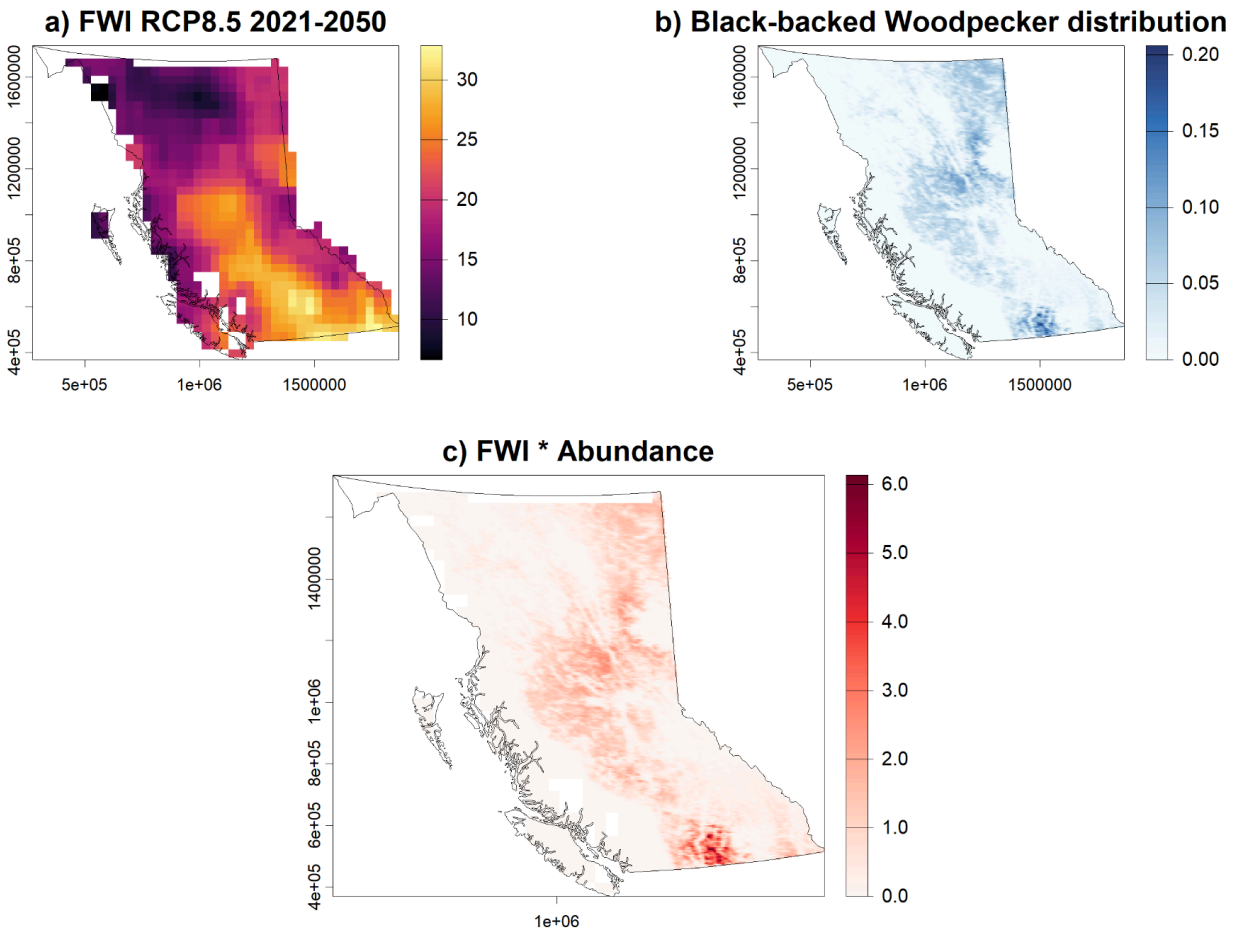 a) FWI RCP8.5 2021-2050
1600000
1200000
8e+05
4e+05
5e+05
1e+06
1500000
30
25
20
15
10
b) Black-backed Woodpecker distribution
1600000
1200000
8e+05
4e+05
5e+05
1e+06
1500000
0.20
0.15
0.10
0.05
0.00
c) FWI * Abundance
1400000
1e+06
8e+05
6e+05
4e+05
1e+06
6.0
5.0
4.0
3.0
2.0
1.0
0.0